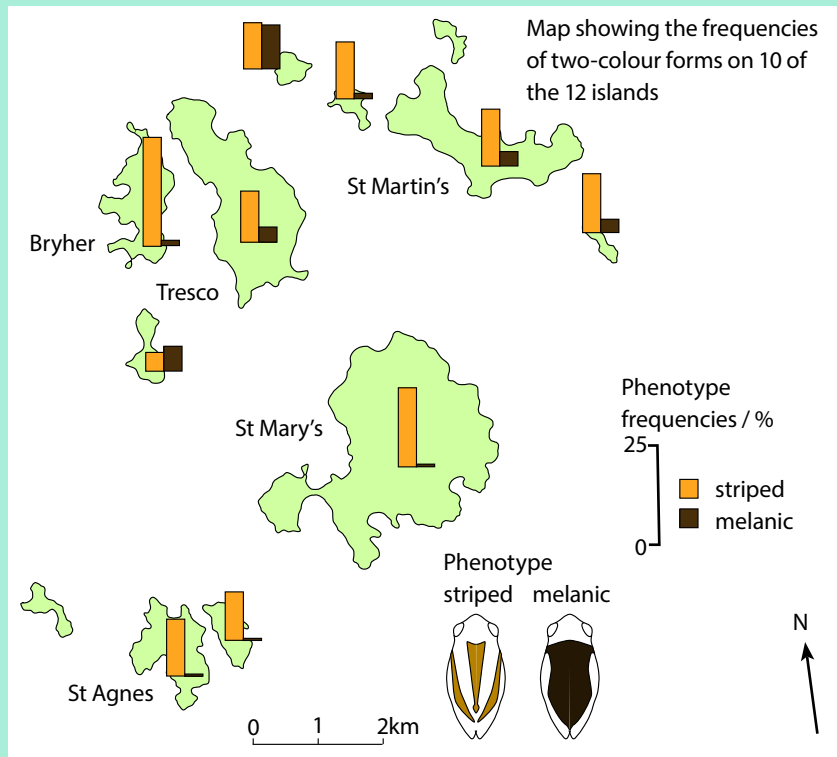 Map showing the frequencies
of two-colour forms on 10 of
the 12 islands
St Martin's
Bryher
Tresco
St Mary's
Phenotype
frequencies / %
25
striped
melanic
0
Phenotype
striped melanic
N
St Agnes
0 1 2km